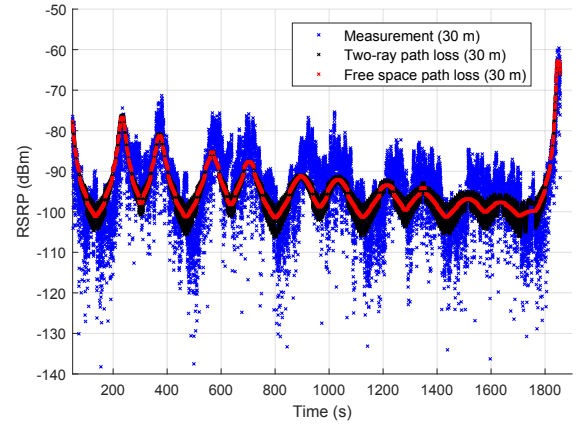 -50
-60
-70
-80
-90
-100
-110
-120
-130
-140
RSRP (dBm)
Measurement (30 m)
Two-ray path loss (30 m)
Free space path loss (30 m)
200 400 600 800 1000 1200 1400 1600 1800
Time (s)